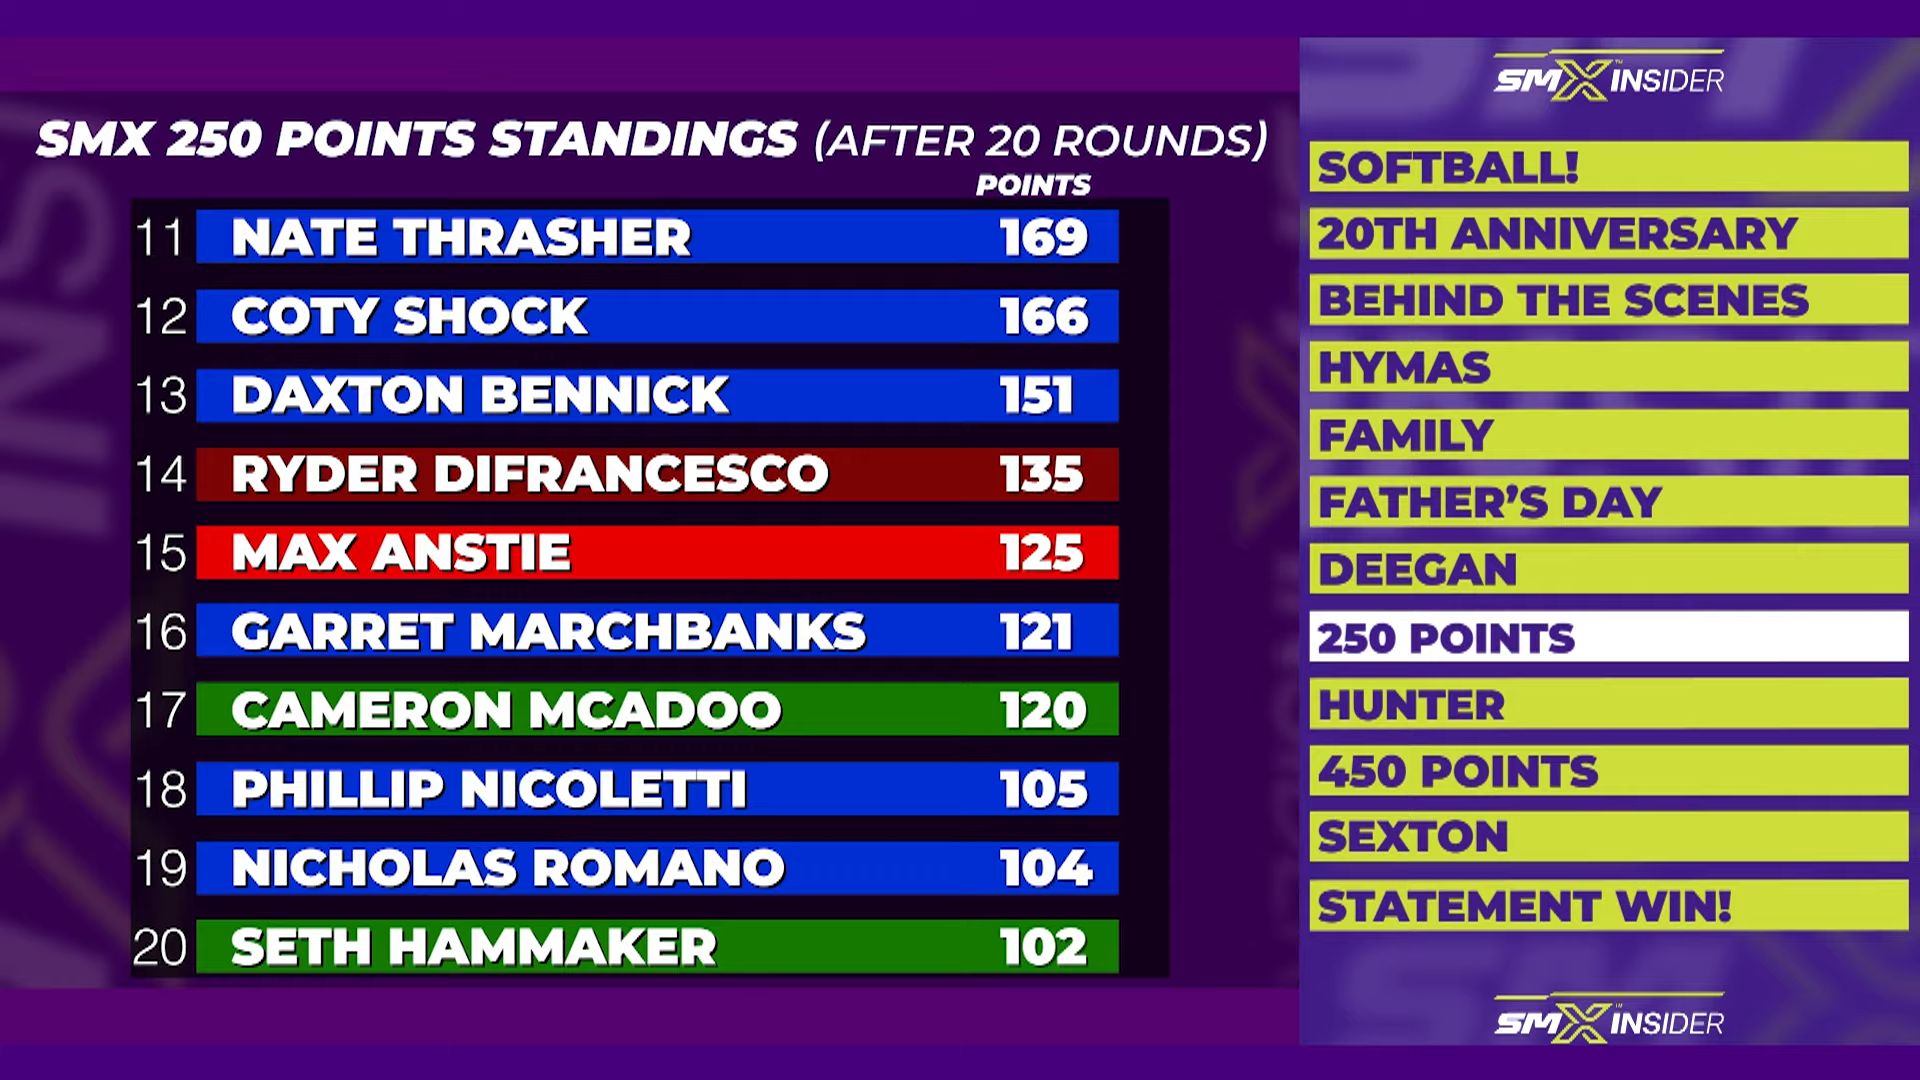 SMX 250 POINTS STANDINGS (AFTER 20 ROUNDS)
POINTS
11 NATE THRASHER 169
12 COTY SHOCK 166
13 DAXTON BENNICK 151
14 RYDER DIFRANCESCO 135
15 MAX ANSTIE 125
16 GARRET MARCHBANKS 121
17 CAMERON MCADOO 120
18 PHILLIP NICOLETTI 105
19 NICHOLAS ROMANO 104
20 SETH HAMMAKER 102
SMX™ INSIDER
SOFTBALL!
20TH ANNIVERSARY
BEHIND THE SCENES
HYMAS
FAMILY
FATHER'S DAY
DEEGAN
250 POINTS
HUNTER
450 POINTS
SEXTON
STATEMENT WIN!
SMX™ INSIDER